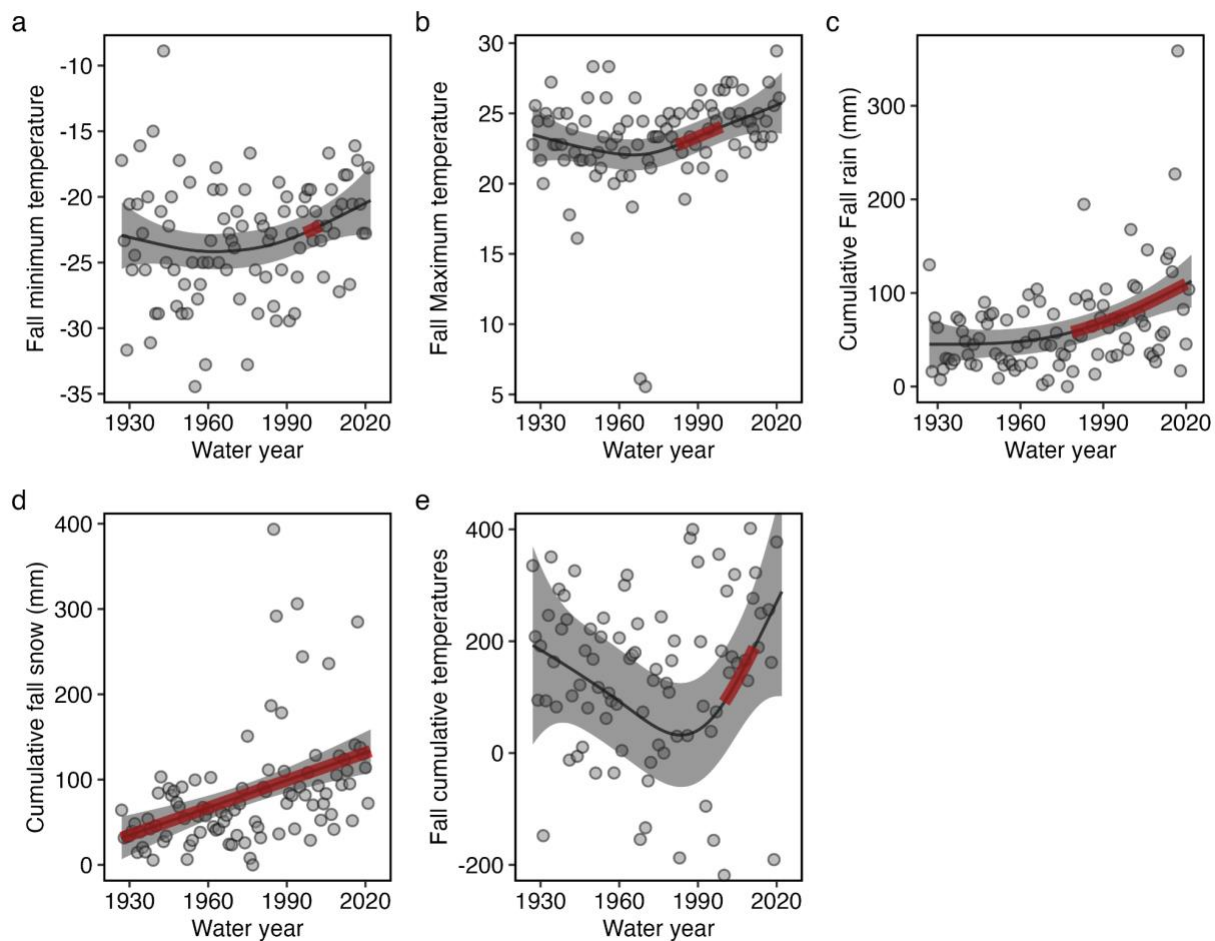 a
Fall minimum temperature
-10
-15
-20
-25
-30
-35
1930 1960 1990 2020
Water year
b
Fall Maximum temperature
30
25
20
15
10
5
1930 1960 1990 2020
Water year
c
Cumulative Fall rain (mm)
300
200
100
0
1930 1960 1990 2020
Water year
d
Cumulative fall snow (mm)
400
300
200
100
0
1930 1960 1990 2020
Water year
e
Fall cumulative temperatures
400
200
0
-200
1930 1960 1990 2020
Water year